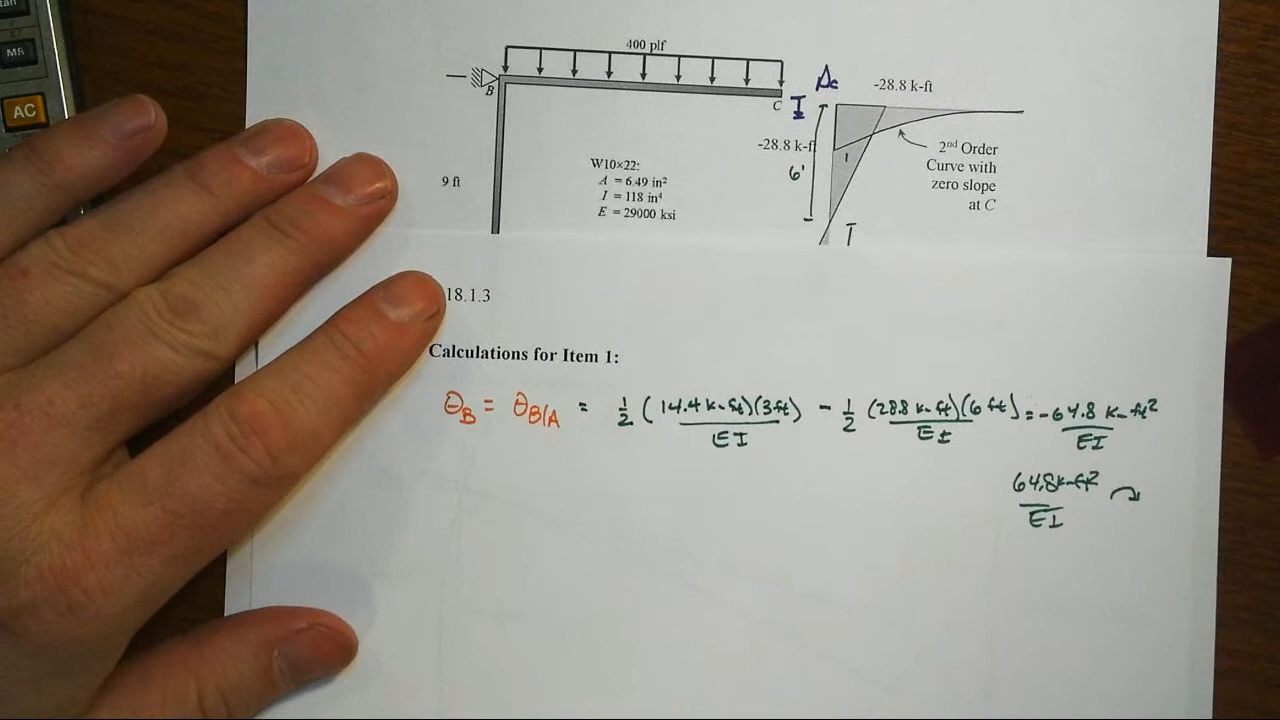 MR
AC
400 plf
B
C
I
Δc
-28.8 k-ft
-28.8 k-f
6'
1
2nd Order
Curve with
zero slope
at C
I
9 ft
W10×22:
A = 6.49 in²
I = 118 in⁴
E = 29000 ksi
18.1.3
Calculations for Item 1:
θB = θB/A = 1/2 (14.4 k-ft)(3ft)/EI - 1/2 (28.8 k-ft)(6 ft)/EI = -64.8 k-ft²/EI
64.8k-ft²/EI